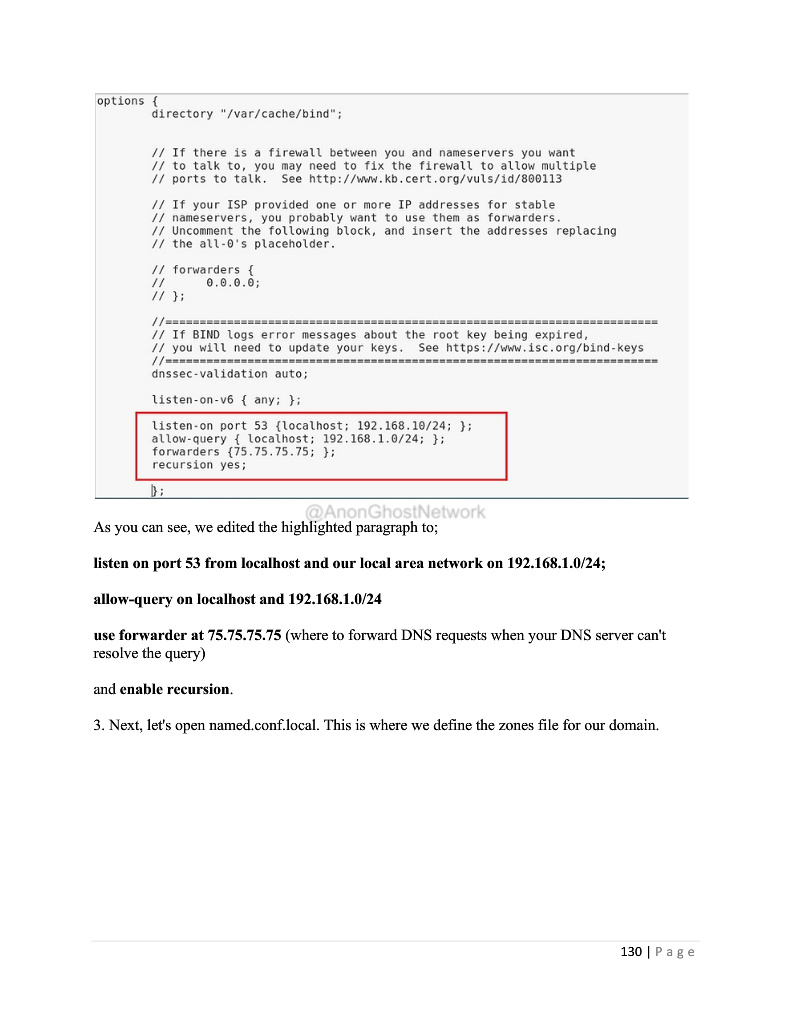 options {
directory "/var/cache/bind";
// If there is a firewall between you and nameservers you want
// to talk to, you may need to fix the firewall to allow multiple
// ports to talk.  See http://www.kb.cert.org/vuls/id/800113
// If your ISP provided one or more IP addresses for stable
// nameservers, you probably want to use them as forwarders.
// Uncomment the following block, and insert the addresses replacing
// the all-0's placeholder.
// forwarders {
//      0.0.0.0;
// };
//========================================================================
// If BIND logs error messages about the root key being expired,
// you will need to update your keys.  See https://www.isc.org/bind-keys
//========================================================================
dnssec-validation auto;
listen-on-v6 { any; };
listen-on port 53 {localhost; 192.168.10/24; };
allow-query { localhost; 192.168.1.0/24; };
forwarders {75.75.75.75; };
recursion yes;
};
@AnonGhostNetwork
As you can see, we edited the highlighted paragraph to;
listen on port 53 from localhost and our local area network on 192.168.1.0/24;
allow-query on localhost and 192.168.1.0/24
use forwarder at 75.75.75.75 (where to forward DNS requests when your DNS server can't
resolve the query)
and enable recursion.
3. Next, let's open named.conf.local. This is where we define the zones file for our domain.
130 | Page